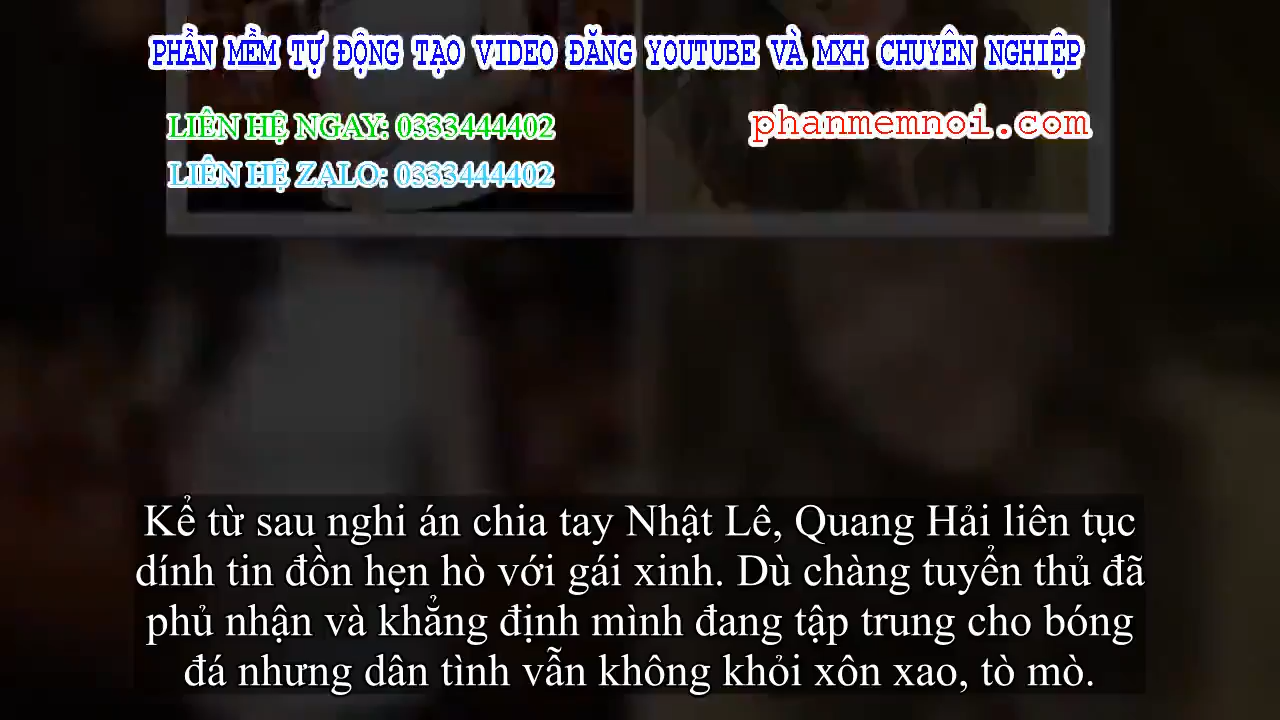 PHẦN MỀM TỰ ĐỘNG TẠO VIDEO ĐĂNG YOUTUBE VÀ MXH CHUYÊN NGHIỆP
LIÊN HỆ NGAY: 0333444402
phanmemnoi.com
LIÊN HỆ ZALO: 0333444402
Kể từ sau nghi án chia tay Nhật Lê, Quang Hải liên tục
dính tin đồn hẹn hò với gái xinh. Dù chàng tuyển thủ đã
phủ nhận và khẳng định mình đang tập trung cho bóng
đá nhưng dân tình vẫn không khỏi xôn xao, tò mò.